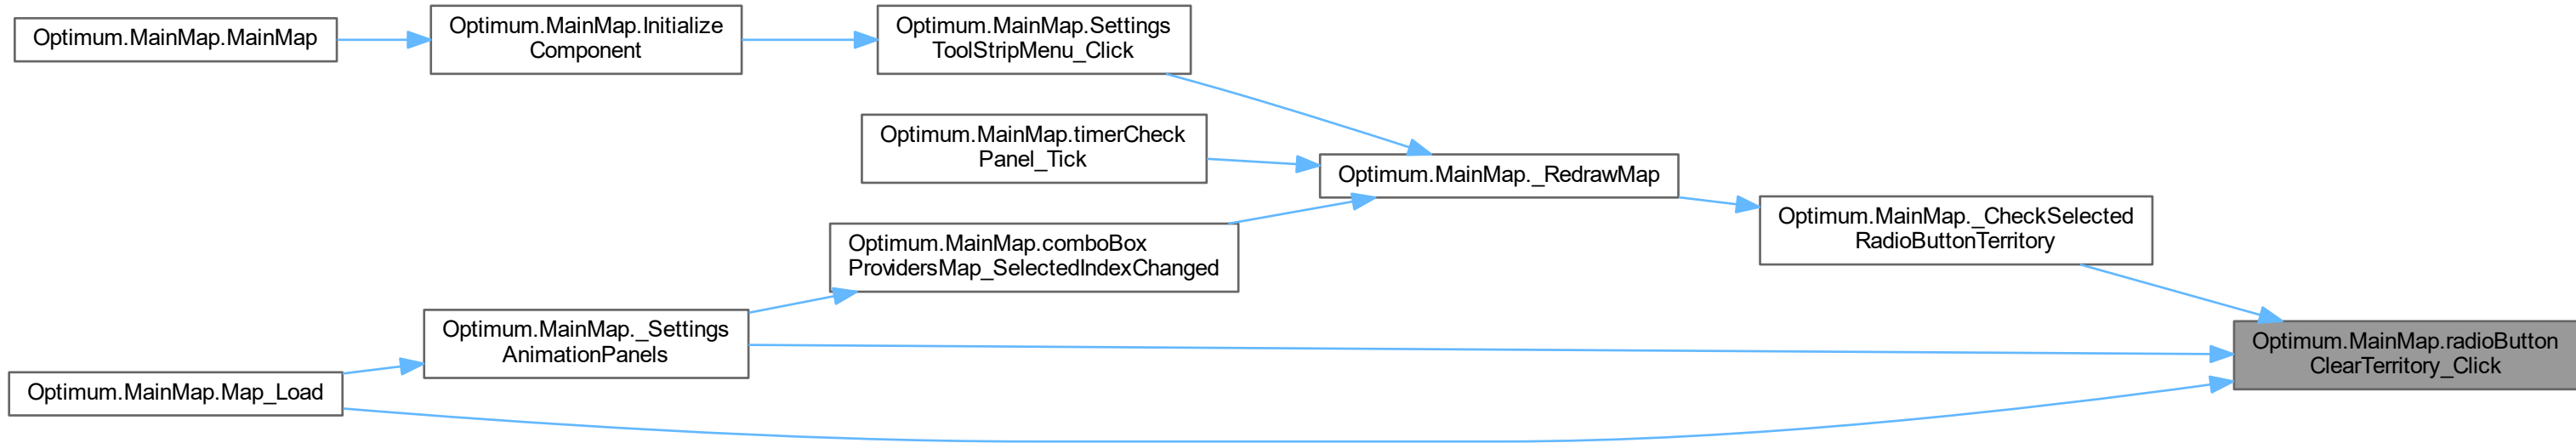 Optimum.MainMap.MainMap
Optimum.MainMap.Initialize
Component
Optimum.MainMap.Settings
ToolStripMenu_Click
Optimum.MainMap.timerCheck
Panel_Tick
Optimum.MainMap._RedrawMap
Optimum.MainMap.comboBox
ProvidersMap_SelectedIndexChanged
Optimum.MainMap._CheckSelected
RadioButtonTerritory
Optimum.MainMap._Settings
AnimationPanels
Optimum.MainMap.Map_Load
Optimum.MainMap.radioButton
ClearTerritory_Click